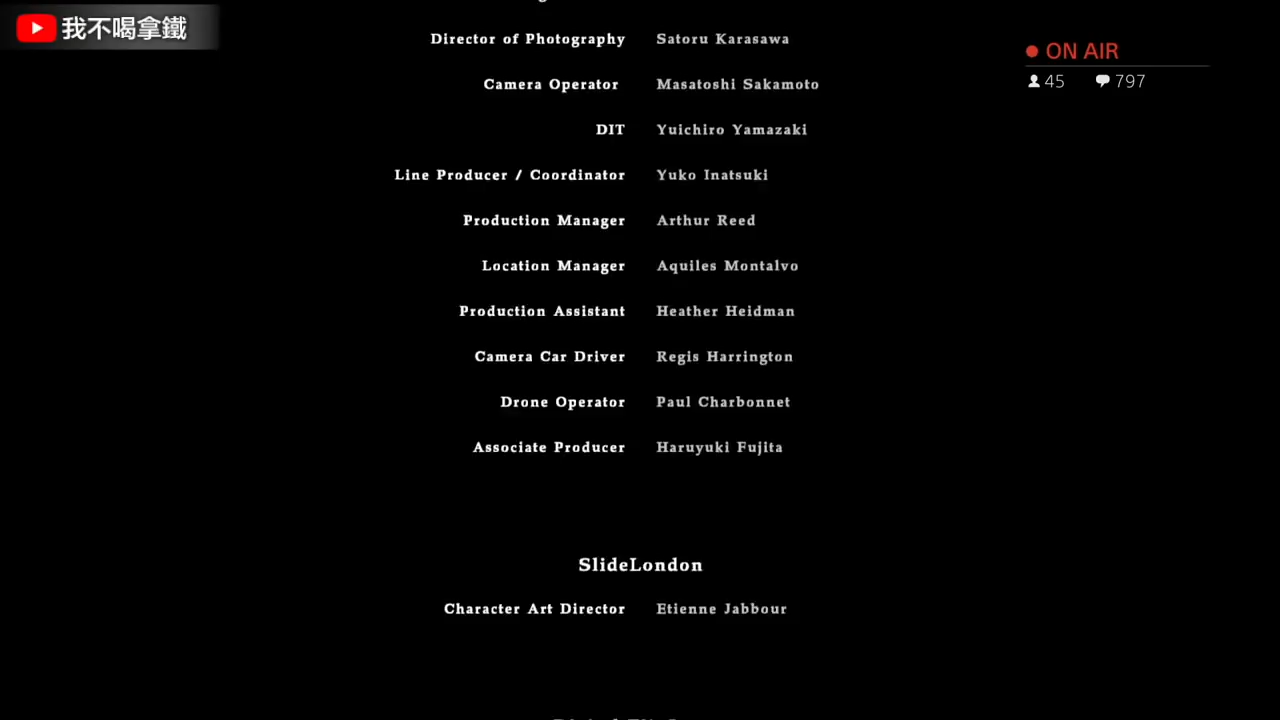 我不喝拿鐵
ON AIR
45 797
Director of Photography Satoru Karasawa
Camera Operator Masatoshi Sakamoto
DIT Yuichiro Yamazaki
Line Producer / Coordinator Yuko Inatsuki
Production Manager Arthur Reed
Location Manager Aquiles Montalvo
Production Assistant Heather Heidman
Camera Car Driver Regis Harrington
Drone Operator Paul Charbonnet
Associate Producer Haruyuki Fujita
SlideLondon
Character Art Director Etienne Jabbour